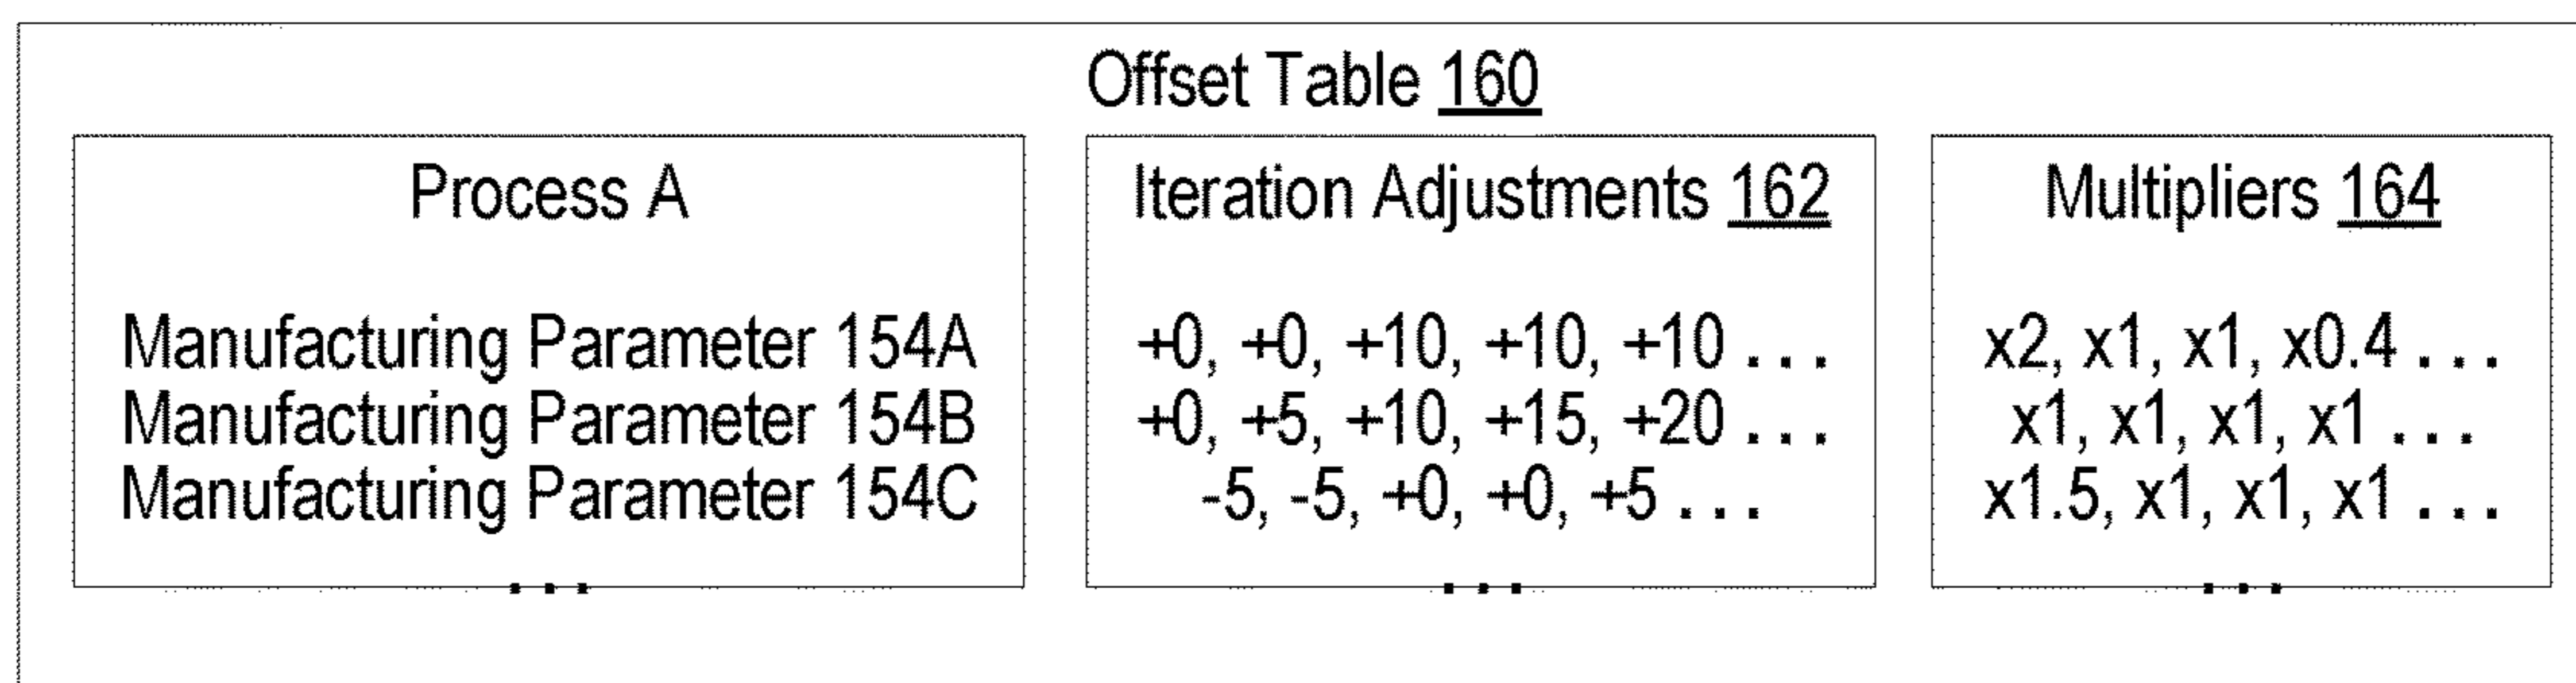 Offset Table 160
Process A
Manufacturing Parameter 154A
Manufacturing Parameter 154B
Manufacturing Parameter 154C
. . .
Iteration Adjustments 162
+0, +0, +10, +10, +10 . . .
+0, +5, +10, +15, +20 . . .
-5, -5, +0, +0, +5 . . .
. . .
Multipliers 164
x2, x1, x1, x0.4 . . .
x1, x1, x1, x1 . . .
x1.5, x1, x1, x1 . . .
. . .